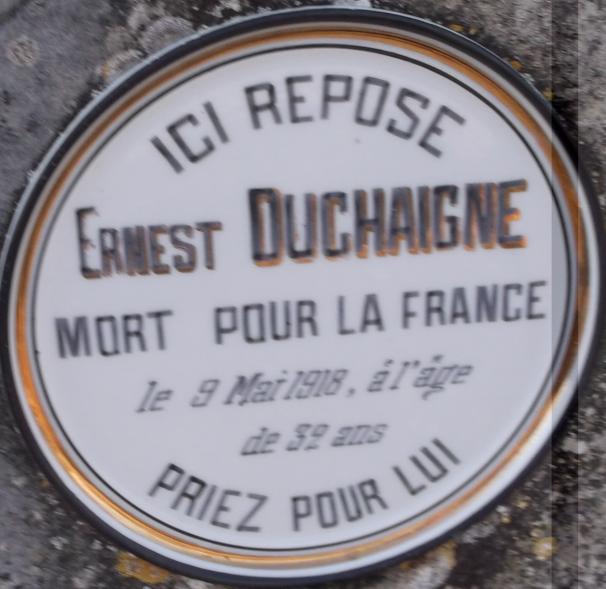 ICI REPOSE
ERNEST DUCHAIGNE
MORT POUR LA FRANCE
le 9 Mai 1918, à l'âge
de 32 ans
PRIEZ POUR LUI